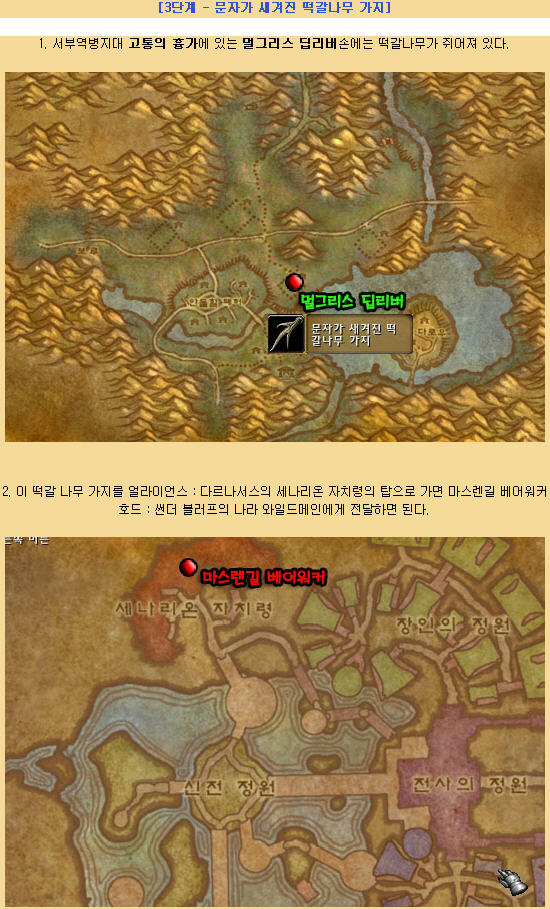 [3단계 - 문자가 새겨진 떡갈나무 가지]
1. 서부역병지대 고통의 흉가에 있는 멀그리스 딥리버손에는 떡갈나무가 쥐어져 있다.
멀그리스 딥리버
문자가 새겨진 떡
갈나무 가지
2. 이 떡갈 나무 가지를 얼라이언스 : 다르나서스의 세나리온 자치령의 탑으로 가면 마스렌길 베어워커
호드 : 썬더 블러프의 나라 와일드메인에게 전달하면 된다.
마스렌길 베어워커
세나리온 자치령
장인의 정원
신전 정원
전사의 정원